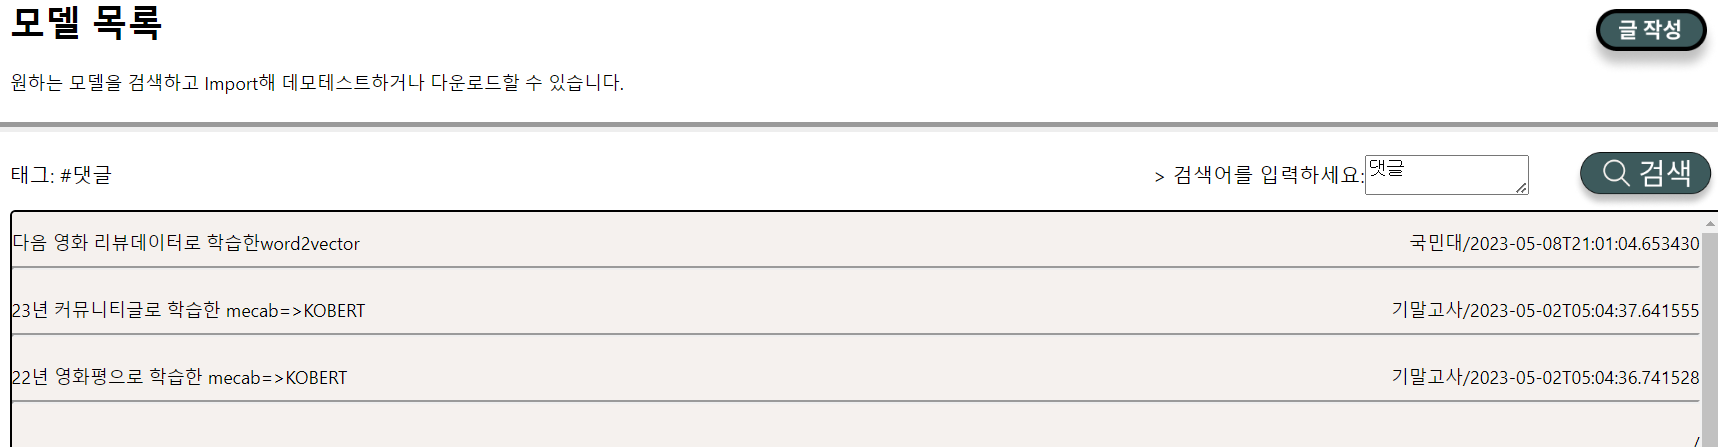 모델 목록
글 작성
원하는 모델을 검색하고 Import해 데모테스트하거나 다운로드할 수 있습니다.
태그: #댓글
> 검색어를 입력하세요: 댓글
검색
다음 영화 리뷰데이터로 학습한word2vector 국민대/2023-05-08T21:01:04.653430
23년 커뮤니티글로 학습한 mecab=>KOBERT 기말고사/2023-05-02T05:04:37.641555
22년 영화평으로 학습한 mecab=>KOBERT 기말고사/2023-05-02T05:04:36.741528
/